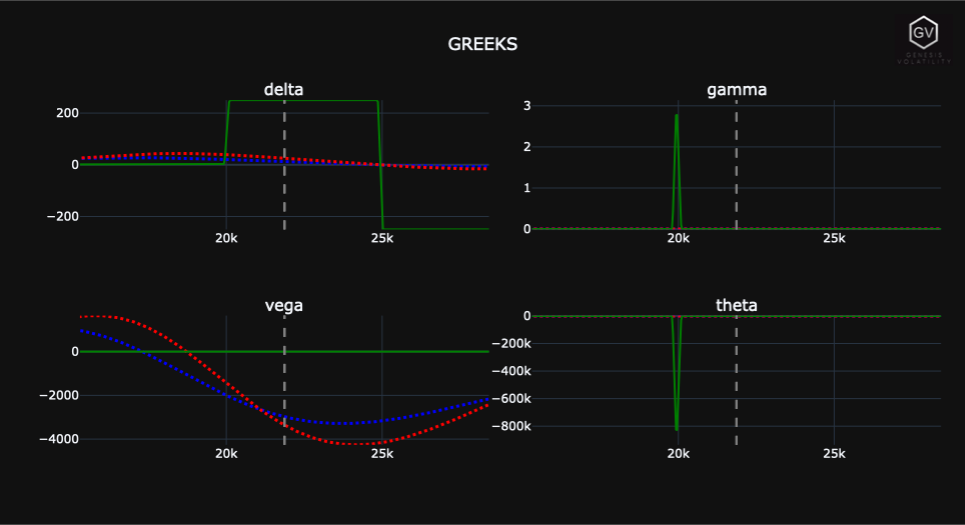 GREEKS
GV
GENESIS
VOLATILITY
delta
200
0
−200
20k
25k
gamma
3
2
1
0
20k
25k
vega
0
−2000
−4000
20k
25k
theta
0
−200k
−400k
−600k
−800k
20k
25k